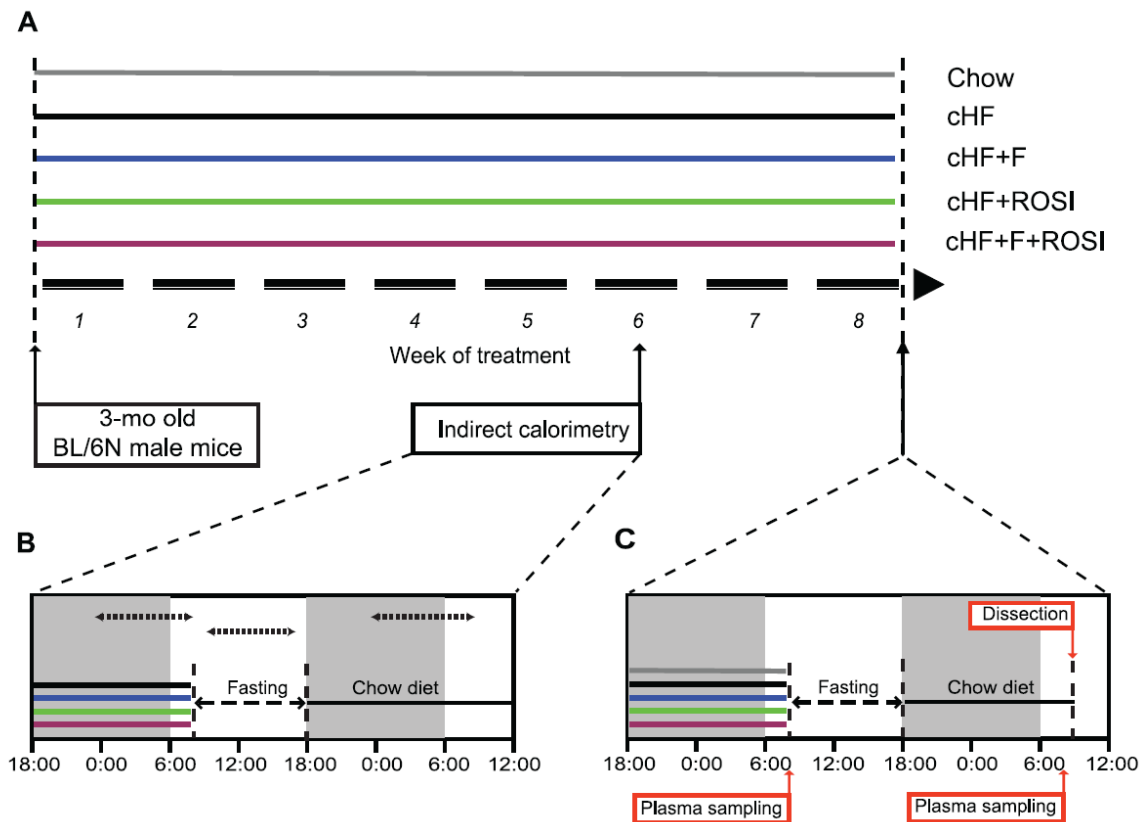 A
Chow
cHF
cHF+F
cHF+ROSI
cHF+F+ROSI
1 2 3 4 5 6 7 8
Week of treatment
3-mo old
BL/6N male mice
Indirect calorimetry
B
Fasting
Chow diet
18:00 0:00 6:00 12:00 18:00 0:00 6:00 12:00
C
Dissection
Fasting
Chow diet
18:00 0:00 6:00 12:00 18:00 0:00 6:00 12:00
Plasma sampling
Plasma sampling